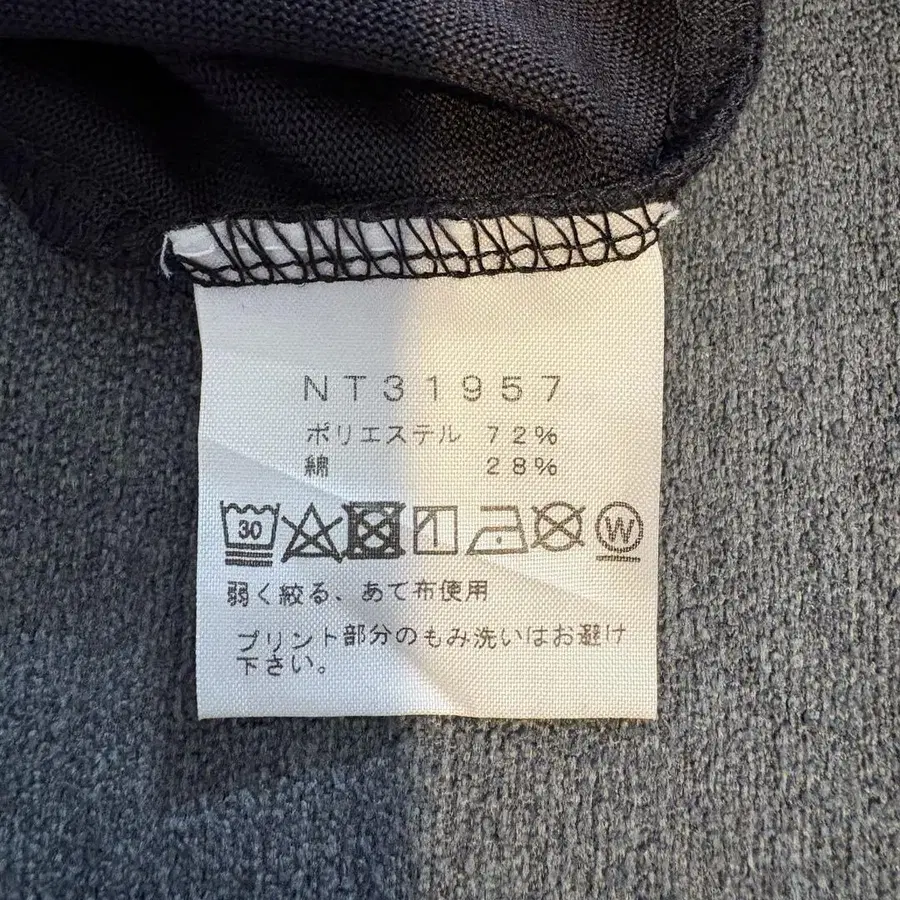 NT31957
ポリエステル 72%
綿 28%
30 W
弱く絞る、あて布使用
プリント部分のもみ洗いはお避け
下さい。